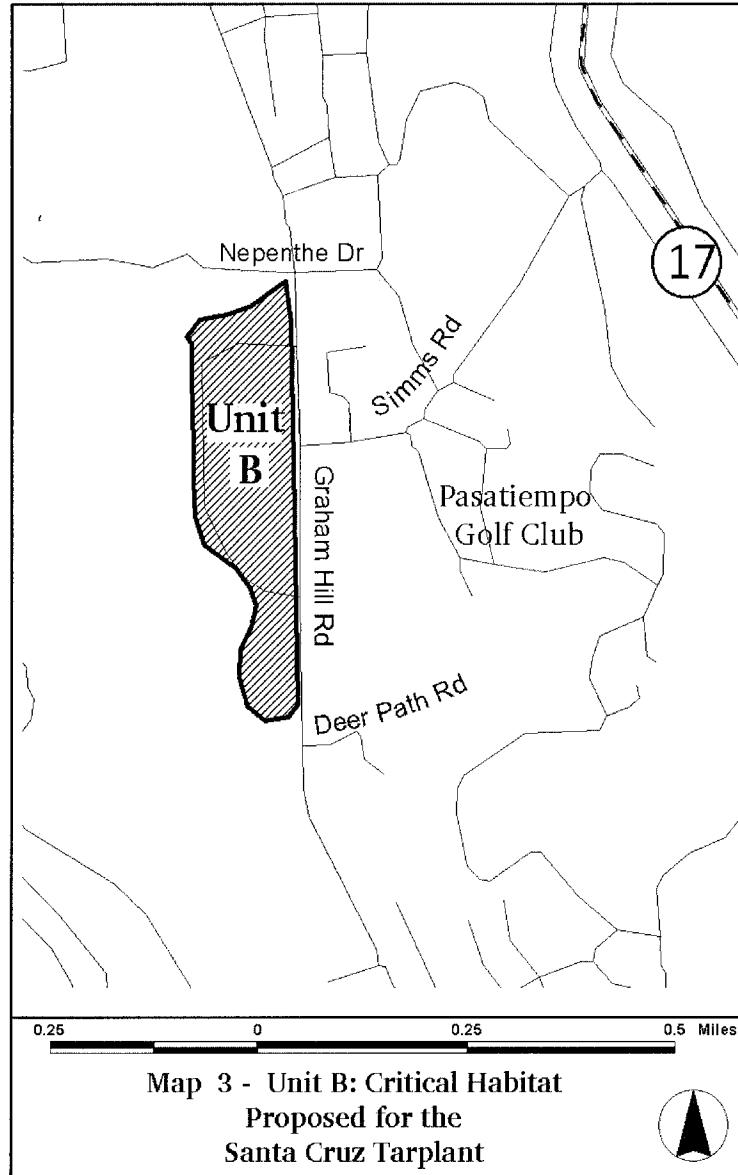 Nepenthe Dr
17
Simms Rd
Unit
B
Graham Hill Rd
Pasatiempo
Golf Club
Deer Path Rd
0.25 0 0.25 0.5 Miles
Map 3 - Unit B: Critical Habitat
Proposed for the
Santa Cruz Tarplant